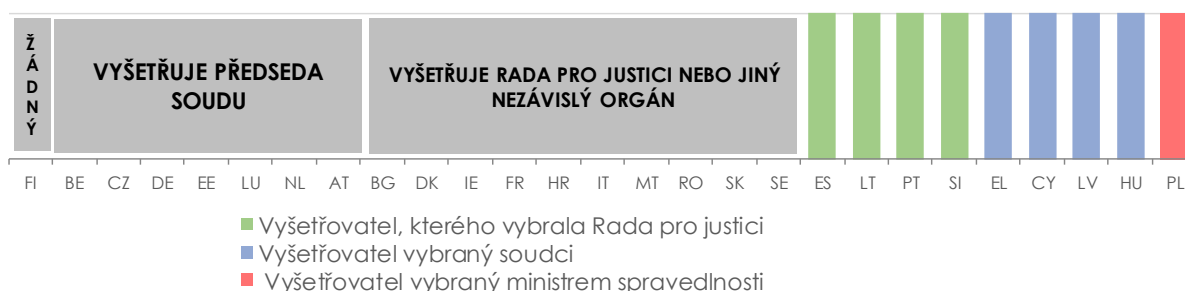 ŽÁDNÝ
VYŠETŘUJE PŘEDSEDA
SOUDU
VYŠETŘUJE RADA PRO JUSTICI NEBO JINÝ
NEZÁVISLÝ ORGÁN
FI BE CZ DE EE LU NL AT BG DK IE FR HR IT MT RO SK SE ES LT PT SI EL CY LV HU PL
Vyšetřovatel, kterého vybrala Rada pro justici
Vyšetřovatel vybraný soudci
Vyšetřovatel vybraný ministrem spravedlnosti